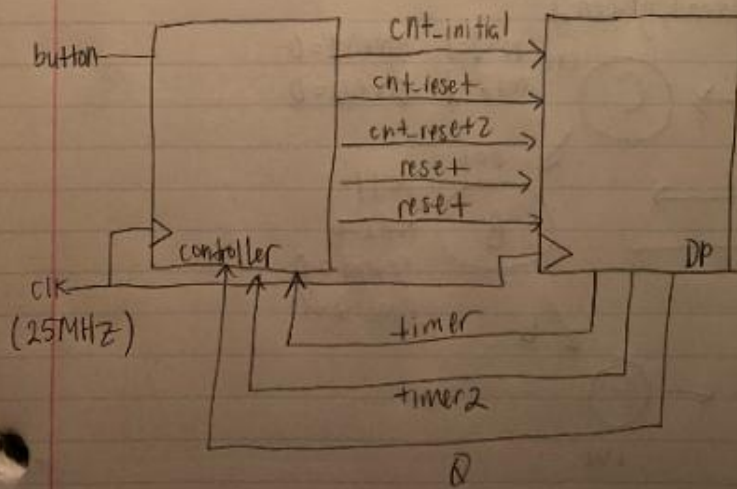 cnt_initial
button
cnt_reset
cnt_reset2
reset
reset
controller
DP
clk
(25MHz)
timer
timer2
Q